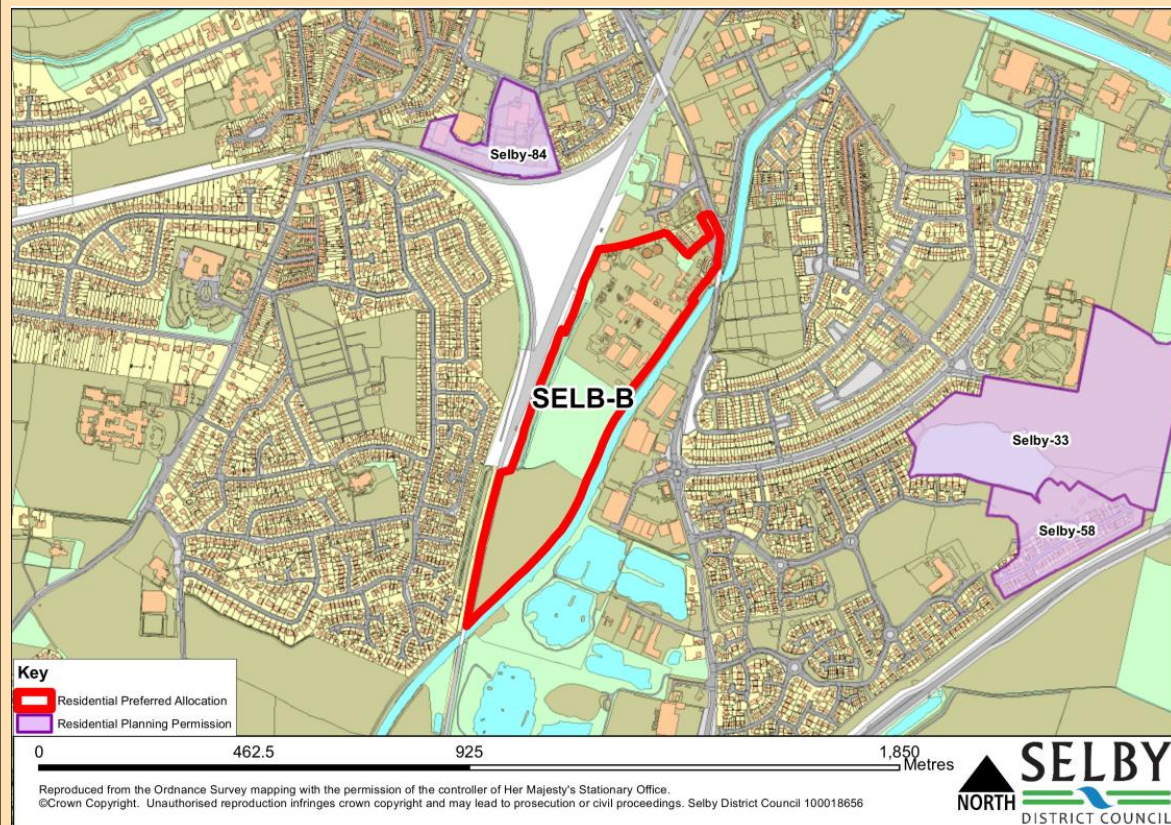 Selby-84
SELB-B
Selby-33
Selby-58
Key
Residential Preferred Allocation
Residential Planning Permission
0 462.5 925 1,850
Metres
Reproduced from the Ordnance Survey mapping with the permission of the controller of Her Majesty's Stationary Office.
©Crown Copyright. Unauthorised reproduction infringes crown copyright and may lead to prosecution or civil proceedings. Selby District Council 100018656
NORTH
SELBY
DISTRICT COUNCIL